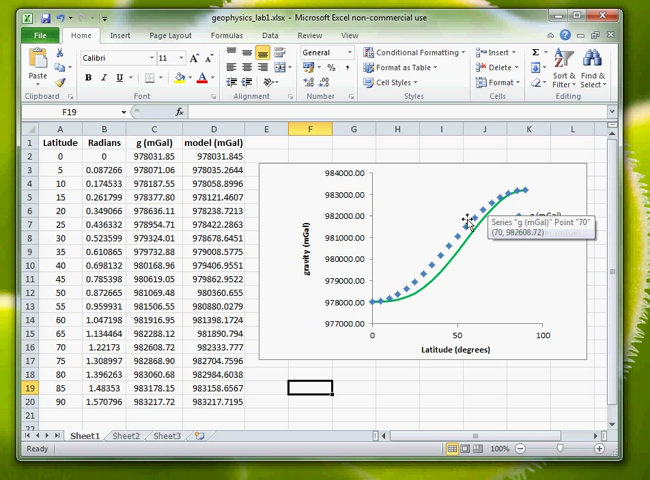 geophysics_lab1.xlsx - Microsoft Excel non-commercial use
File Home Insert Page Layout Formulas Data Review View
Paste
Calibri 11 A A
B I U
General
$ % ,
Conditional Formatting
Format as Table
Cell Styles
Insert
Delete
Format
Σ
Sort & Filter
Find & Select
Clipboard Font Alignment Number Styles Cells Editing
F19 fx
A B C D E F G H I J K L
1 Latitude Radians g (mGal) model (mGal)
2 0 0 978031.85 978031.845
3 5 0.087266 978071.06 978035.2644
4 10 0.174533 978187.55 978058.8996
5 15 0.261799 978377.80 978121.4607
6 20 0.349066 978636.11 978238.7213
7 25 0.436332 978954.71 978422.2863
8 30 0.523599 979324.01 978678.6451
9 35 0.610865 979732.88 979008.5775
10 40 0.698132 980168.96 979406.9551
11 45 0.785398 980619.05 979862.9522
12 50 0.872665 981069.48 980360.655
13 55 0.959931 981506.55 980880.0279
14 60 1.047198 981916.95 981398.1724
15 65 1.134464 982288.12 981890.794
16 70 1.22173 982608.72 982333.777
17 75 1.308997 982868.90 982704.7596
18 80 1.396263 983060.68 982984.6038
19 85 1.48353 983178.15 983158.6567
20 90 1.570796 983217.72 983217.7195
21
22
984000.00
983000.00
982000.00
981000.00
980000.00
979000.00
978000.00
977000.00
gravity (mGal)
0 50 100
Latitude (degrees)
g (mGal)
Series "g (mGal)" Point "70"
(70, 982608.72)
Sheet1 Sheet2 Sheet3
Ready 100%